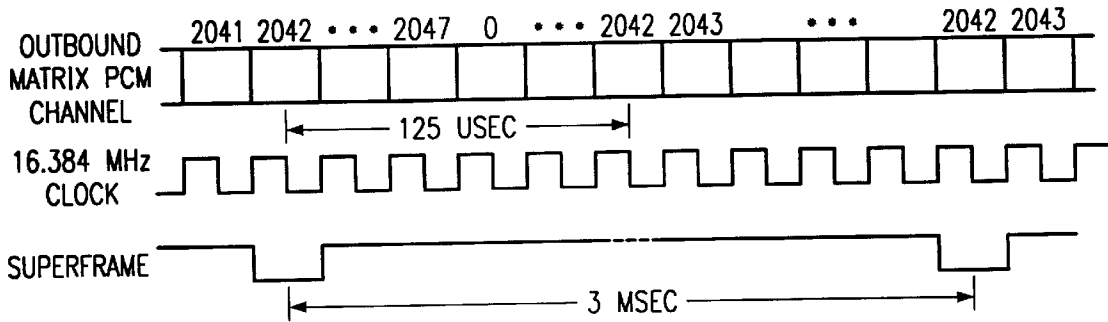 2041 2042 ••• 2047 0 ••• 2042 2043 ••• 2042 2043
OUTBOUND
MATRIX PCM
CHANNEL
125 USEC
16.384 MHz
CLOCK
SUPERFRAME
3 MSEC